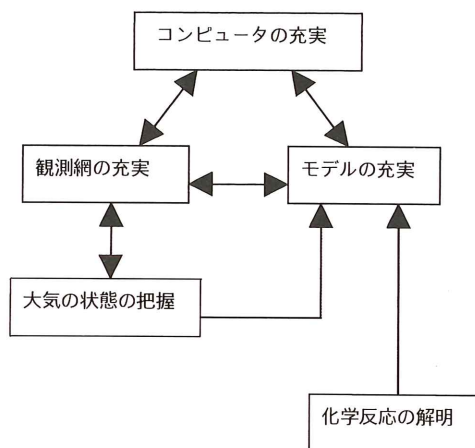 コンピュータの充実
観測網の充実
モデルの充実
大気の状態の把握
化学反応の解明